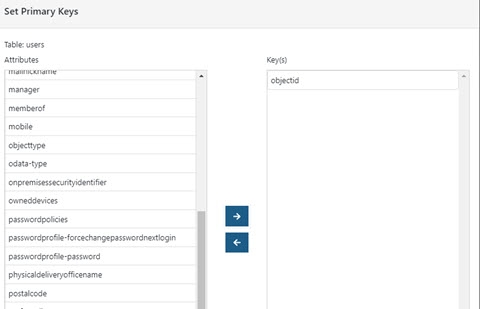 Set Primary Keys
Table: users
Attributes
Key(s)
mailnickname
manager
memberof
mobile
objecttype
odata-type
onpremisessecurityidentifier
owneddevices
passwordpolicies
passwordprofile-forcechangepasswordnextlogin
passwordprofile-password
physicaldeliveryofficename
postalcode
objectid